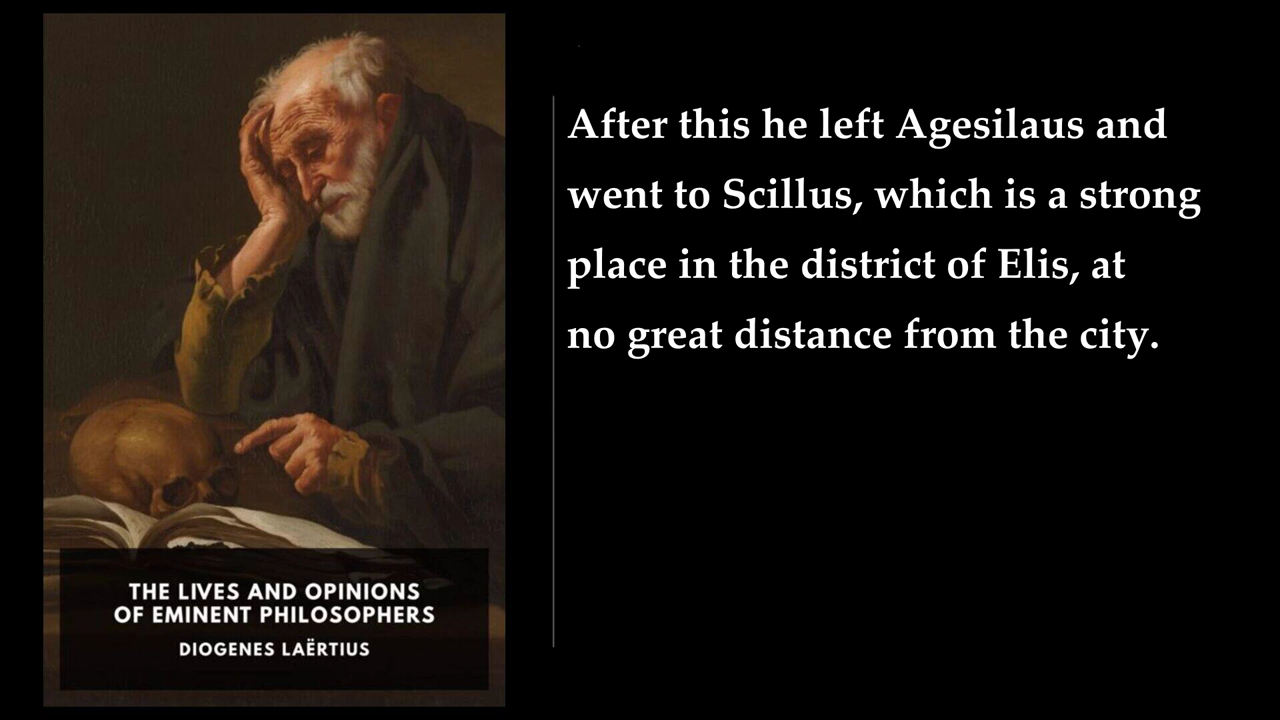 After this he left Agesilaus and
went to Scillus, which is a strong
place in the district of Elis, at
no great distance from the city.
THE LIVES AND OPINIONS
OF EMINENT PHILOSOPHERS
DIOGENES LAËRTIUS